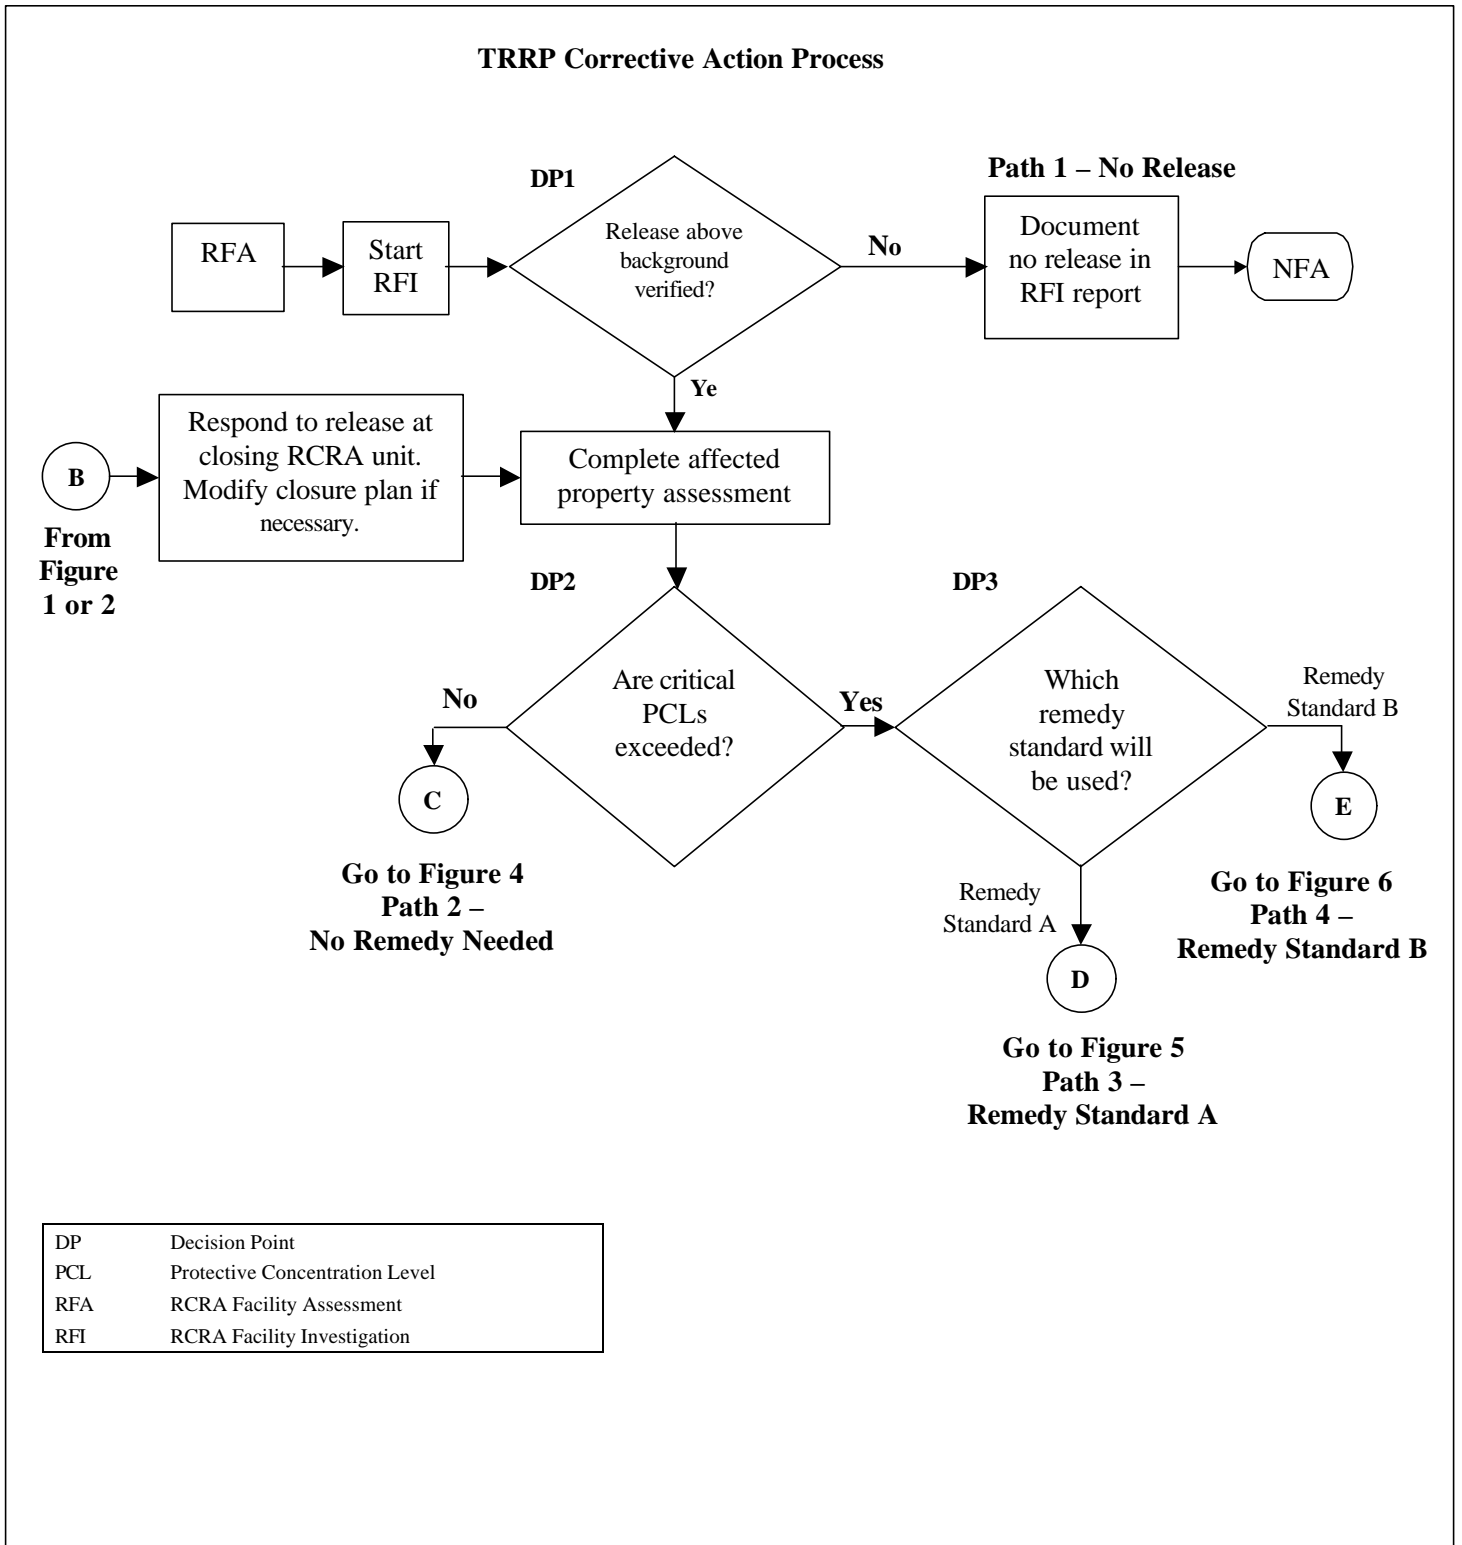 TRRP Corrective Action Process
DP1
Path 1 – No Release
RFA
Start
RFI
Release above
background
verified?
No
Document
no release in
RFI report
NFA
Ye
B
From
Figure
1 or 2
Respond to release at
closing RCRA unit.
Modify closure plan if
necessary.
Complete affected
property assessment
DP2
Are critical
PCLs
exceeded?
No
C
Go to Figure 4
Path 2 –
No Remedy Needed
Yes
DP3
Which
remedy
standard will
be used?
Remedy
Standard B
E
Go to Figure 6
Path 4 –
Remedy Standard B
Remedy
Standard A
D
Go to Figure 5
Path 3 –
Remedy Standard A
DP Decision Point
PCL Protective Concentration Level
RFA RCRA Facility Assessment
RFI RCRA Facility Investigation